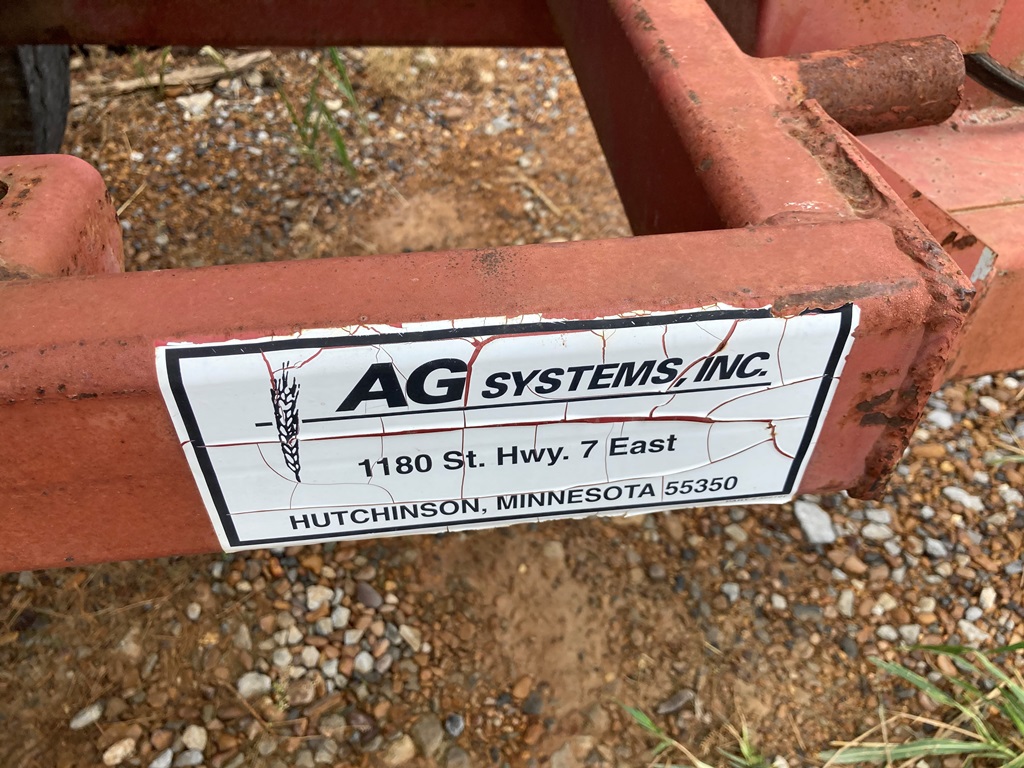 AG SYSTEMS, INC.
1180 St. Hwy. 7 East
HUTCHINSON, MINNESOTA 55350